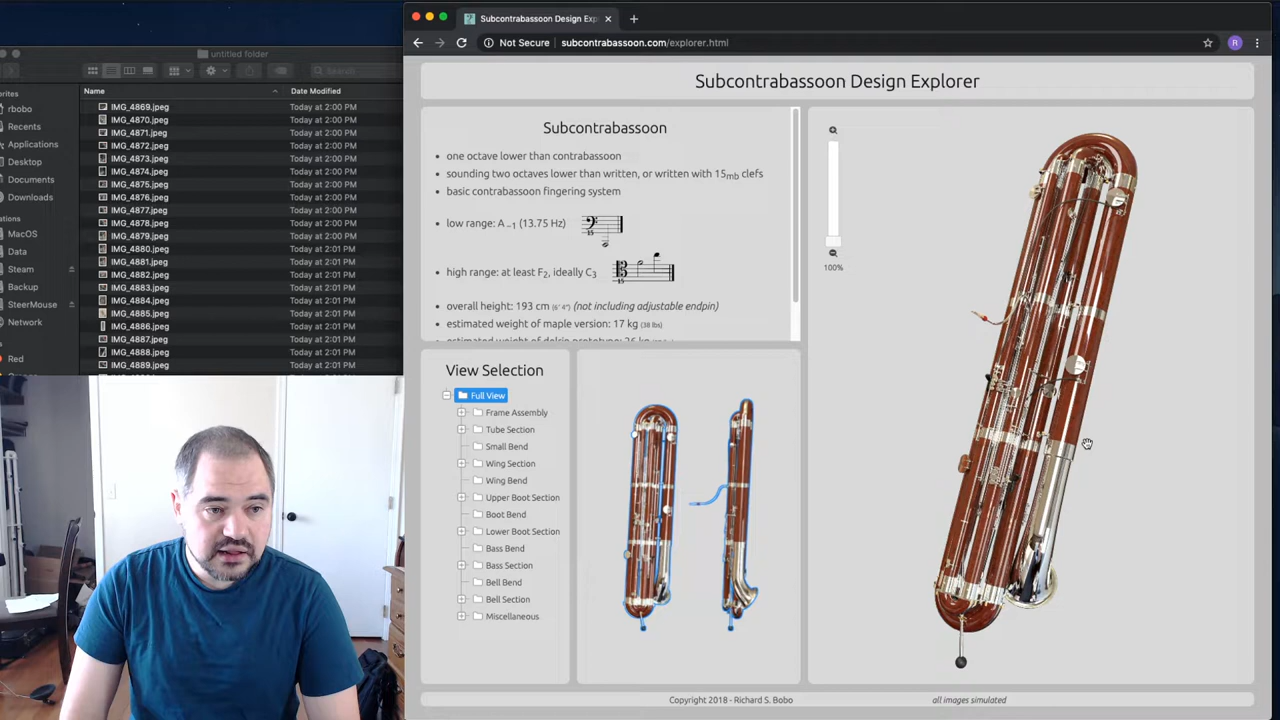 untitled folder
Search
Name
Date Modified
IMG_4869.jpeg Today at 2:00 PM
IMG_4870.jpeg Today at 2:00 PM
IMG_4871.jpeg Today at 2:00 PM
IMG_4872.jpeg Today at 2:00 PM
IMG_4873.jpeg Today at 2:00 PM
IMG_4874.jpeg Today at 2:00 PM
IMG_4875.jpeg Today at 2:00 PM
IMG_4876.jpeg Today at 2:00 PM
IMG_4877.jpeg Today at 2:00 PM
IMG_4878.jpeg Today at 2:00 PM
IMG_4879.jpeg Today at 2:00 PM
IMG_4880.jpeg Today at 2:01 PM
IMG_4881.jpeg Today at 2:01 PM
IMG_4882.jpeg Today at 2:01 PM
IMG_4883.jpeg Today at 2:01 PM
IMG_4884.jpeg Today at 2:01 PM
IMG_4885.jpeg Today at 2:01 PM
IMG_4886.jpeg Today at 2:01 PM
IMG_4887.jpeg Today at 2:01 PM
IMG_4888.jpeg Today at 2:01 PM
IMG_4889.jpeg Today at 2:01 PM
rbobo
Recents
Applications
Desktop
Documents
Downloads
MacOS
Data
Steam
Backup
SteerMouse
Network
Red
Subcontrabassoon Design Exp
Not Secure
subcontrabassoon.com/explorer.html
R
Subcontrabassoon Design Explorer
Subcontrabassoon
• one octave lower than contrabassoon
• sounding two octaves lower than written, or written with 15mb clefs
• basic contrabassoon fingering system
• low range: A−1 (13.75 Hz)
15
• high range: at least F2, ideally C3
15
• overall height: 193 cm (6' 4") (not including adjustable endpin)
• estimated weight of maple version: 17 kg (38 lbs)
100%
View Selection
Full View
Frame Assembly
Tube Section
Small Bend
Wing Section
Wing Bend
Upper Boot Section
Boot Bend
Lower Boot Section
Bass Bend
Bass Section
Bell Bend
Bell Section
Miscellaneous
Copyright 2018 - Richard S. Bobo
all images simulated